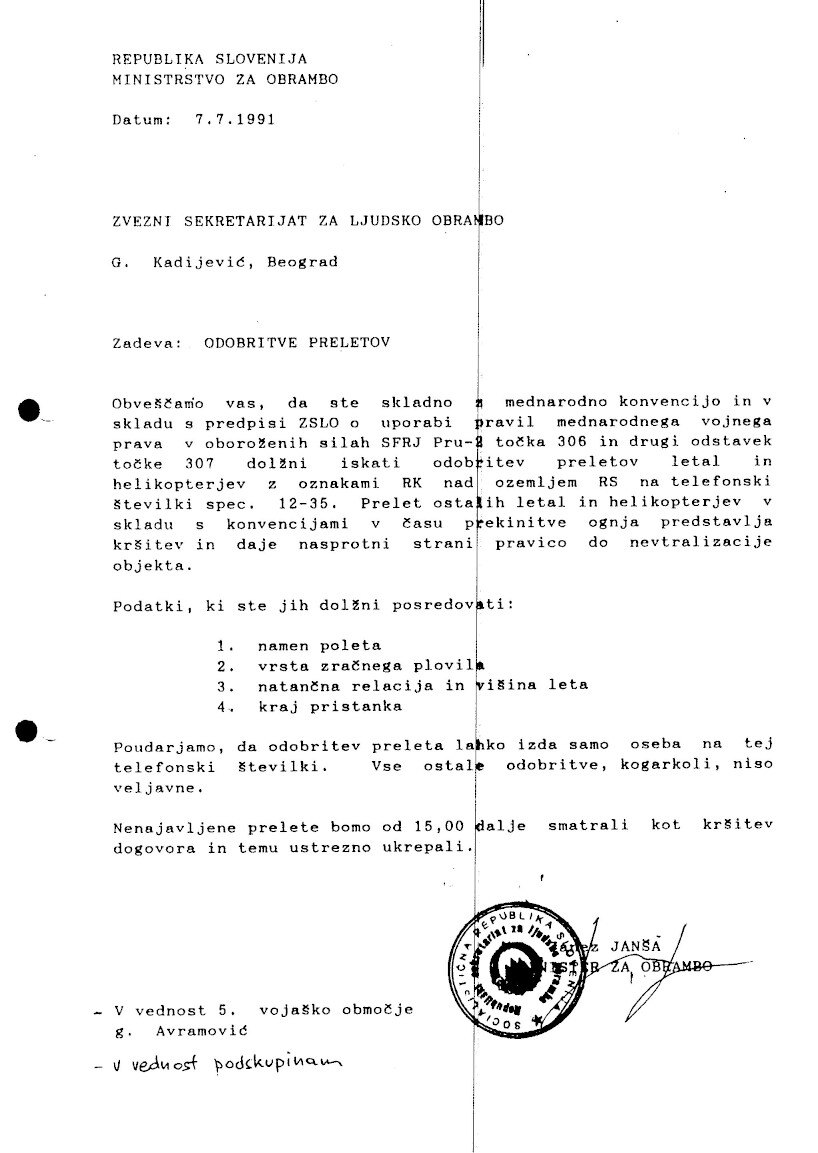 REPUBLIKA SLOVENIJA
MINISTRSTVO ZA OBRAMBO
Datum: 7.7.1991
ZVEZNI SEKRETARIJAT ZA LJUDSKO OBRAMBO
G. Kadijević, Beograd
Zadeva: ODOBRITVE PRELETOV
Obveščamo vas, da ste skladno z mednarodno konvencijo in v
skladu s predpisi ZSLO o uporabi pravil mednarodnega vojnega
prava v oboroženih silah SFRJ Pru-2 točka 306 in drugi odstavek
točke 307 dolžni iskati odobritev preletov letal in
helikopterjev z oznakami RK nad ozemljem RS na telefonski
številki spec. 12-35. Prelet ostalih letal in helikopterjev v
skladu s konvencijami v času prekinitve ognja predstavlja
kršitev in daje nasprotni strani pravico do nevtralizacije
objekta.
Podatki, ki ste jih dolžni posredovati:
1. namen poleta
2. vrsta zračnega plovila
3. natančna relacija in višina leta
4. kraj pristanka
Poudarjamo, da odobritev preleta lahko izda samo oseba na tej
telefonski številki. Vse ostale odobritve, kogarkoli, niso
veljavne.
Nenajavljene prelete bomo od 15,00 dalje smatrali kot kršitev
dogovora in temu ustrezno ukrepali.
JANŠA
ZA OBRAMBO
SOCIALISTIČNA REPUBLIKA SLOVENIJA
Republiški sekretariat za ljudsko obrambo
- V vednost 5. vojaško območje
g. Avramović
- V vednost podskupinam